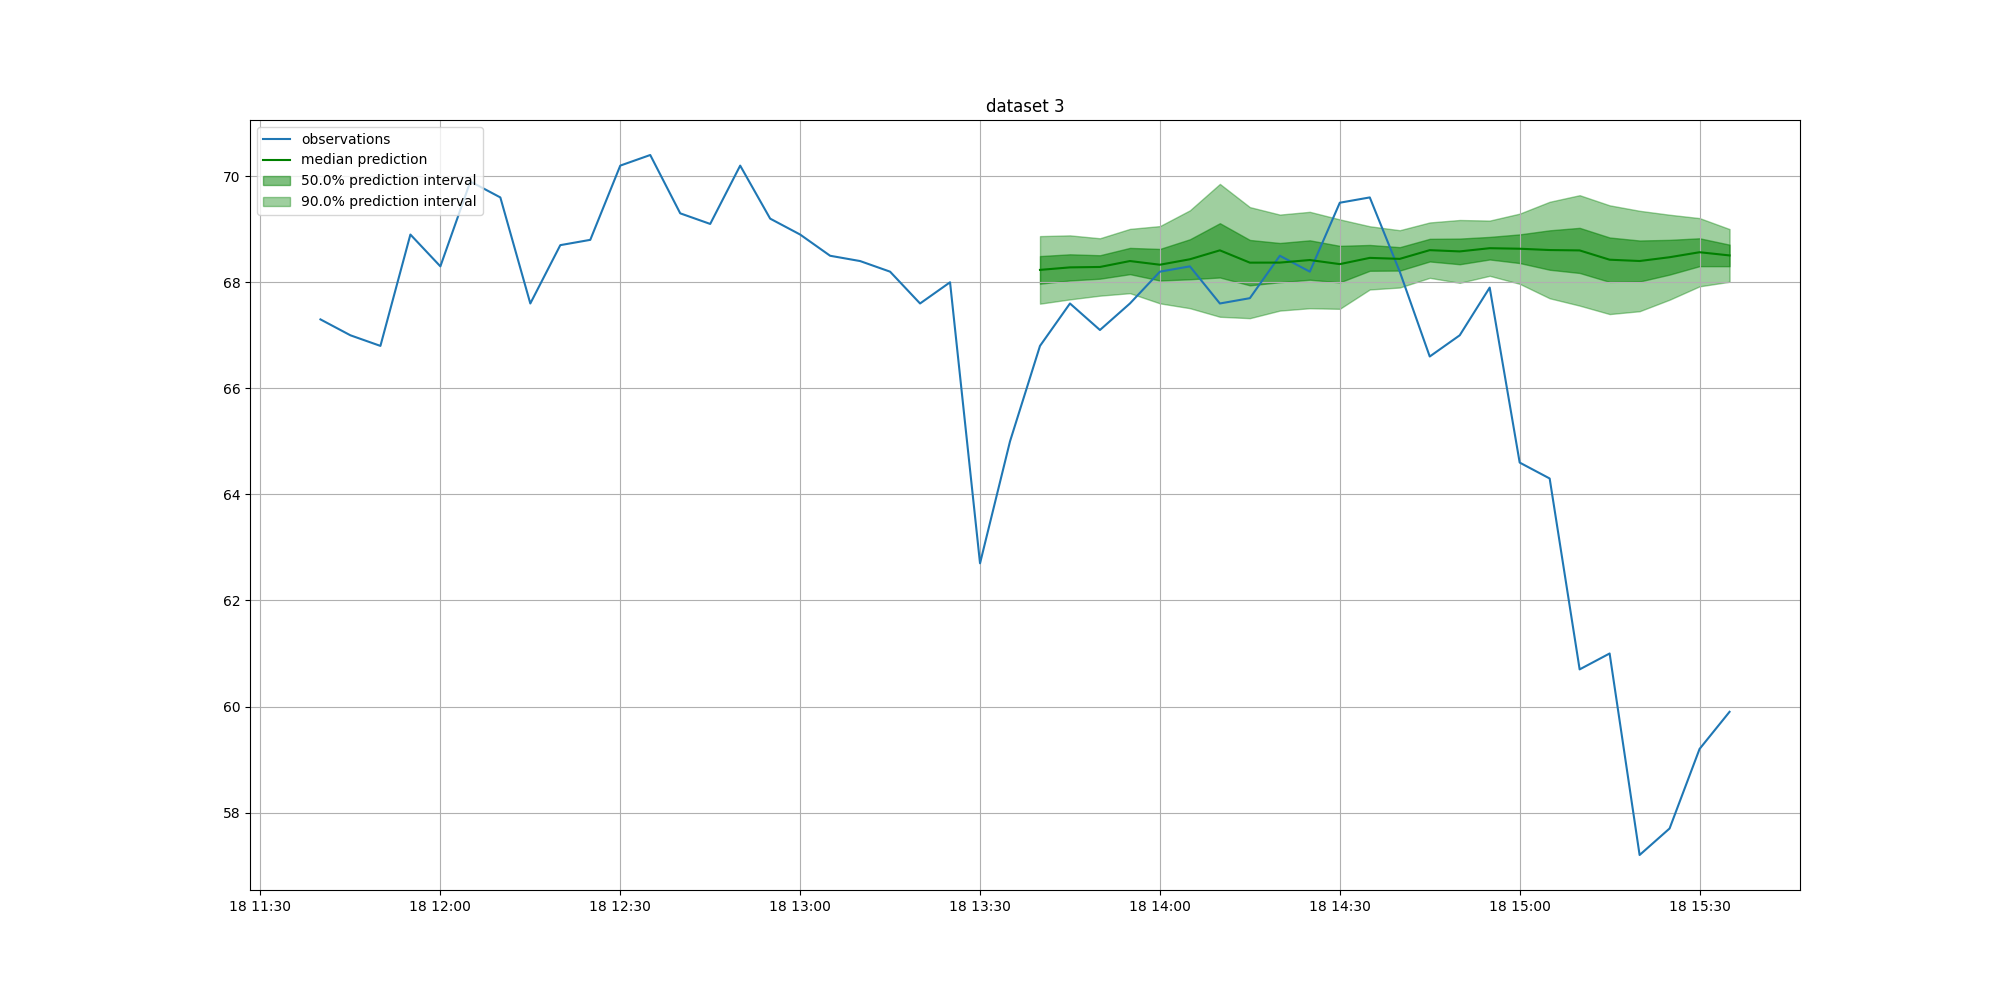 dataset 3
observations
median prediction
50.0% prediction interval
90.0% prediction interval
70
68
66
64
62
60
58
18 11:30 18 12:00 18 12:30 18 13:00 18 13:30 18 14:00 18 14:30 18 15:00 18 15:30